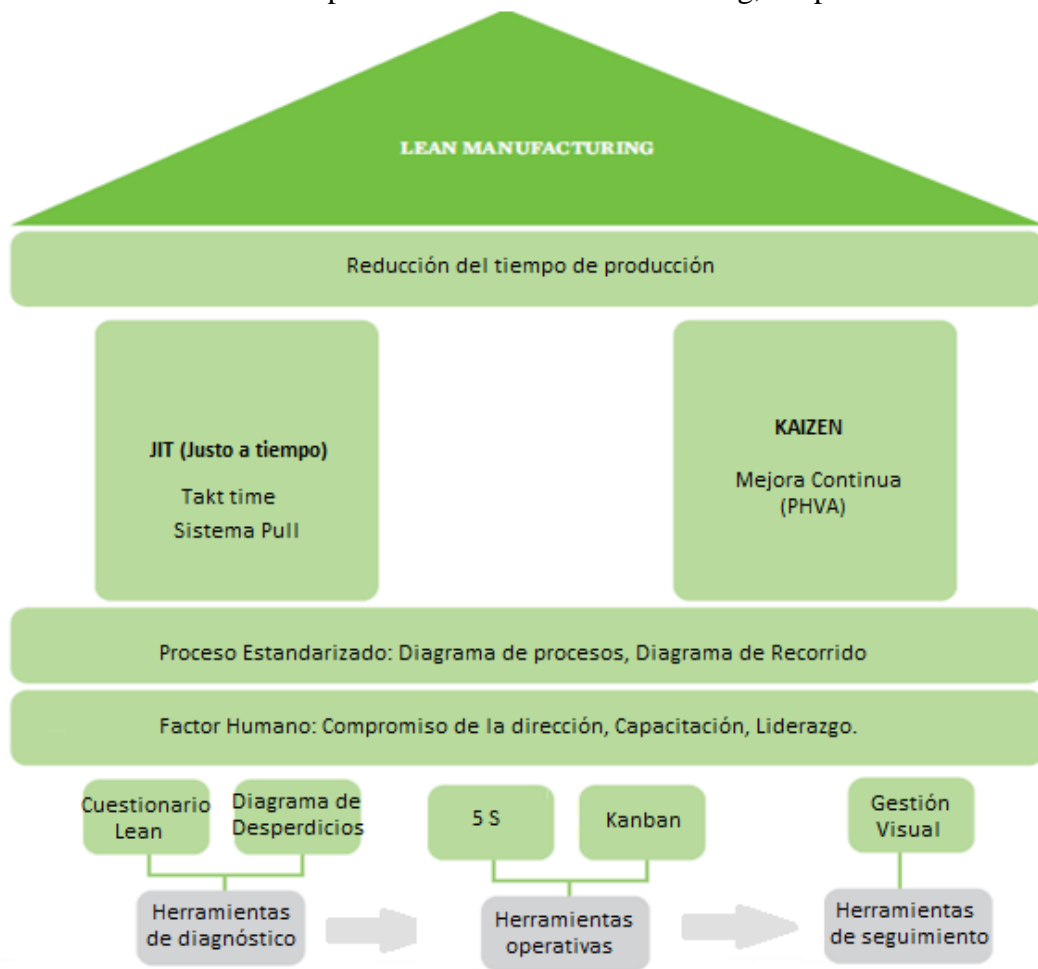 LEAN MANUFACTURING
Reducción del tiempo de producción
JIT (Justo a tiempo)
Takt time
Sistema Pull
KAIZEN
Mejora Continua
(PHVA)
Proceso Estandarizado: Diagrama de procesos, Diagrama de Recorrido
Factor Humano: Compromiso de la dirección, Capacitación, Liderazgo.
Cuestionario
Lean
Diagrama de
Desperdicios
5 S
Kanban
Gestión
Visual
Herramientas
de diagnóstico
Herramientas
operativas
Herramientas
de seguimiento